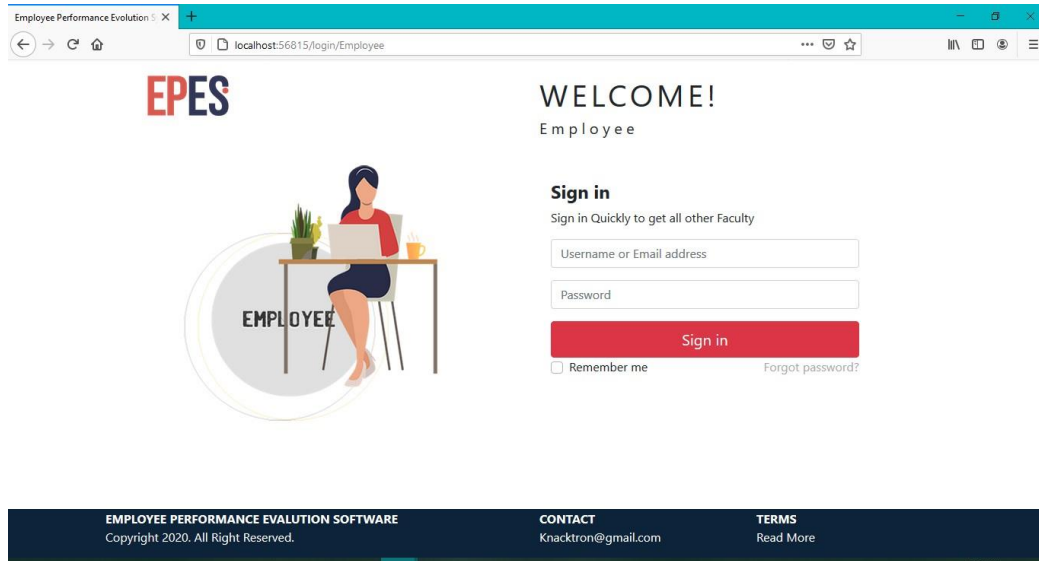 Employee Performance Evolution S
localhost:56815/login/Employee
EPES
WELCOME!
Employee
EMPLOYEE
Sign in
Sign in Quickly to get all other Faculty
Username or Email address
Password
Sign in
Remember me
Forgot password?
EMPLOYEE PERFORMANCE EVALUTION SOFTWARE
Copyright 2020. All Right Reserved.
CONTACT
Knacktron@gmail.com
TERMS
Read More